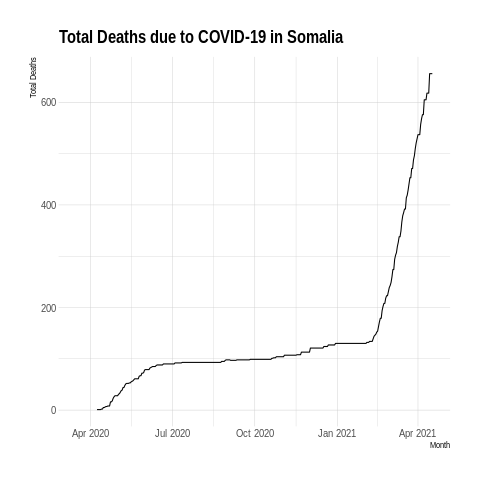 Total Deaths due to COVID-19 in Somalia
Total Deaths
600
400
200
0
Apr 2020 Jul 2020 Oct 2020 Jan 2021 Apr 2021
Month